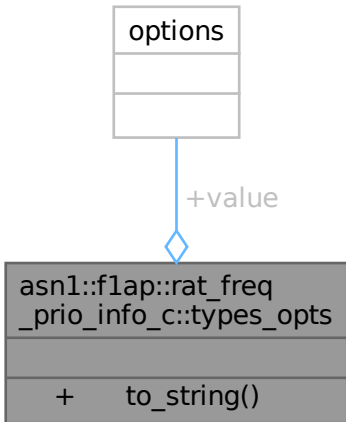 options
+value
asn1::f1ap::rat_freq
_prio_info_c::types_opts
+ to_string()